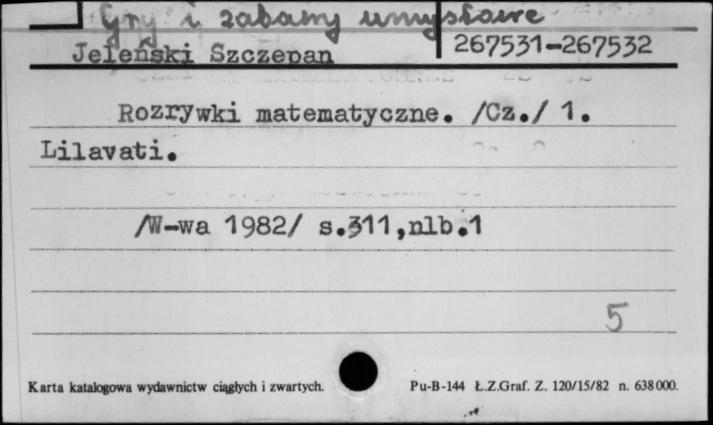 Gry i zabawy umysłowe
Jeleński Szczepan
267531-267532
Rozrywki matematyczne. /Cz./ 1.
Lilavati.
/W-wa 1982/ s.311,nlb.1
5
Karta katalogowa wydawnictw ciągłych i zwartych.
Pu-B-144 Ł.Z.Graf. Z. 120/15/82 n. 638000.